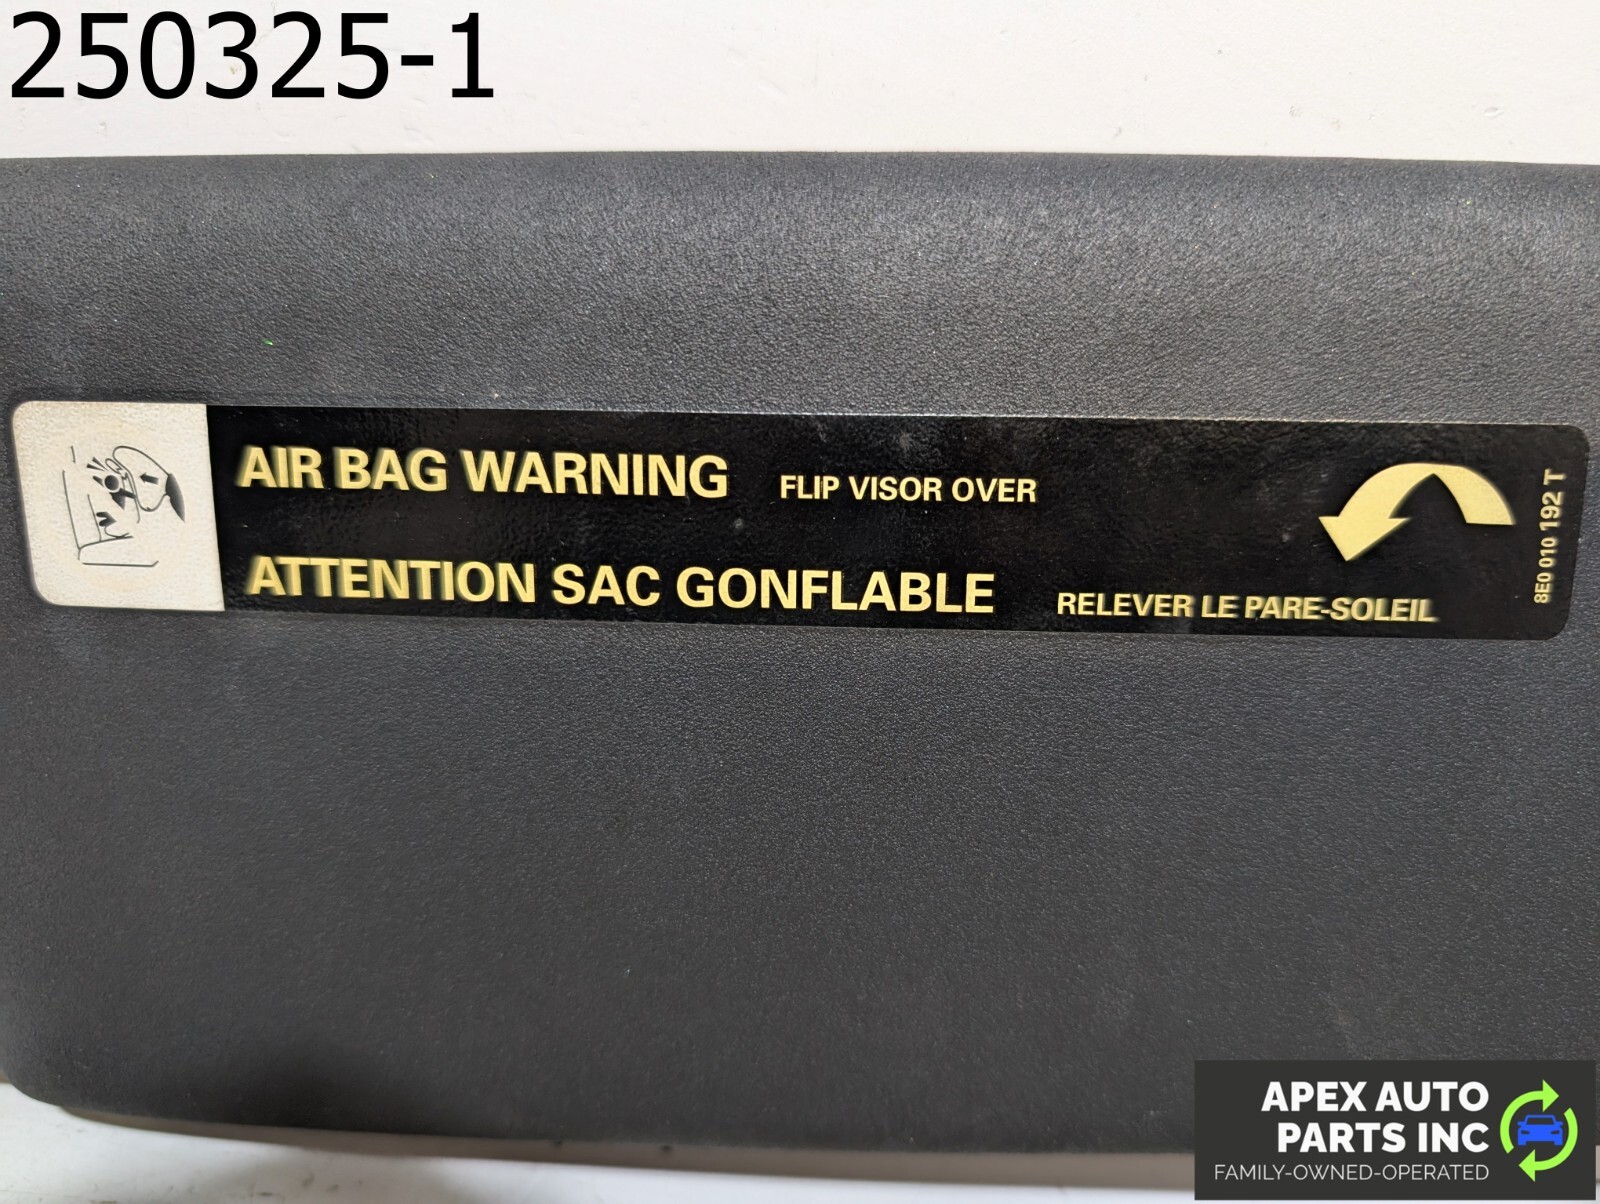 250325-1
AIR BAG WARNING FLIP VISOR OVER
ATTENTION SAC GONFLABLE RELEVER LE PARE-SOLEIL
8E0 010 192 T
APEX AUTO
PARTS INC
FAMILY-OWNED-OPERATED